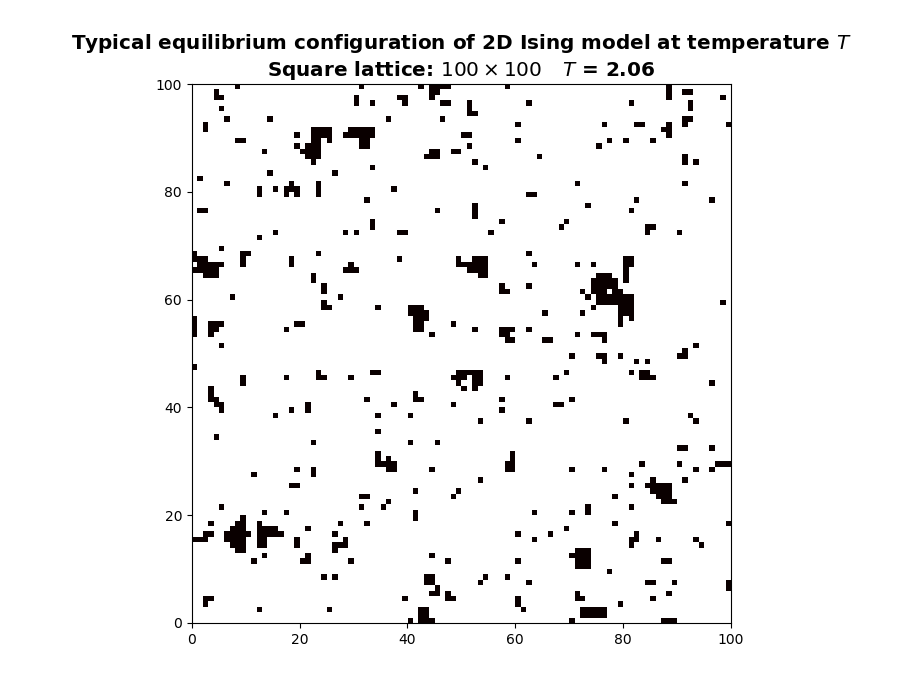 Typical equilibrium configuration of 2D Ising model at temperature T
Square lattice: 100 × 100 T = 2.06
100
80
60
40
20
0
0 20 40 60 80 100